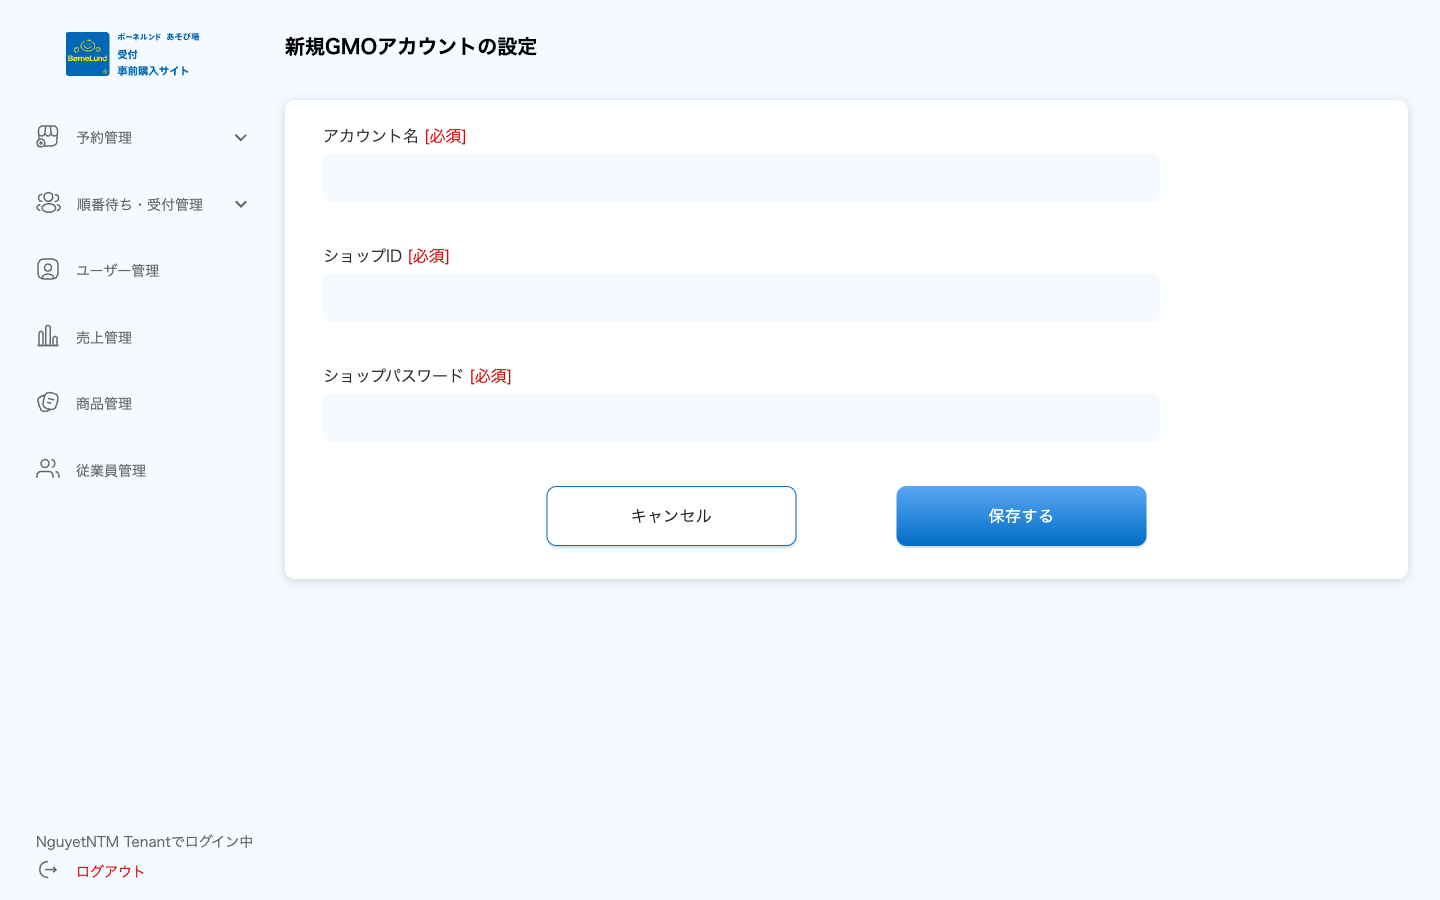 ボーネルンド あそび場
受付
事前購入サイト
BørneLund
予約管理
順番待ち・受付管理
ユーザー管理
売上管理
商品管理
従業員管理
NguyetNTM Tenantでログイン中
ログアウト
新規GMOアカウントの設定
アカウント名 [必須]
ショップID [必須]
ショップパスワード [必須]
キャンセル
保存する